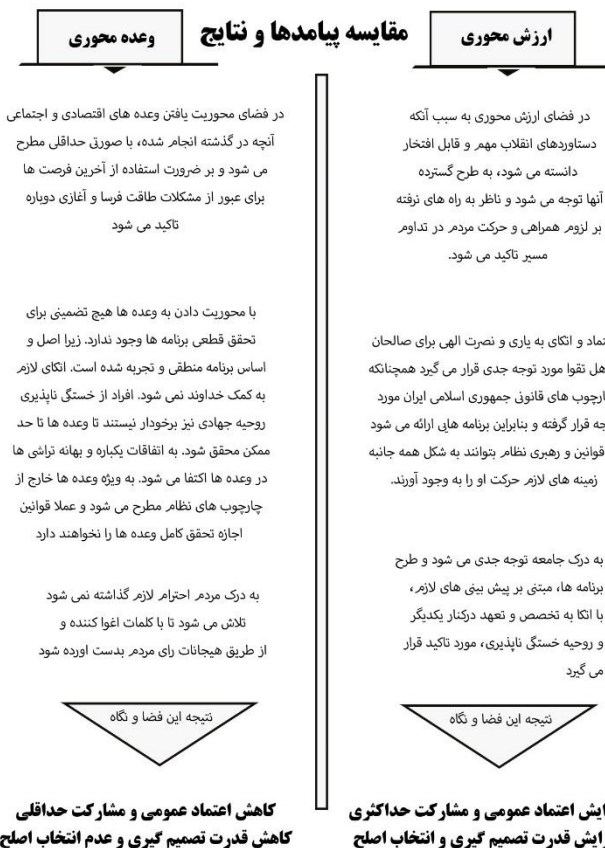 مقایسه پیامدها و نتایج
ارزش محوری
در فضای ارزش محوری به سبب آنکه
دستاوردهای انقلاب مهم و قابل افتخار
دانسته می شود، به طرح گسترده
آنها توجه می شود و ناظر به راه های نرفته
بر لزوم همراهی و حرکت مردم در تداوم
مسیر تاکید می شود.
و اتکای به یاری و نصرت الهی برای صالحان
تقوا مورد توجه جدی قرار می گیرد همچنانکه
های قانونی جمهوری اسلامی ایران مورد
قرار گرفته و بنابراین برنامه هایی ارائه می شود
قوانین و رهبری نظام بتوانند به شکل همه جانبه
زمینه های لازم حرکت او را به وجود آورند.
به درک جامعه توجه جدی می شود و طرح
برنامه ها، مبتنی بر پیش بینی های لازم،
با اتکا به تخصص و تعهد درکنار یکدیگر
و روحیه خستگی ناپذیری، مورد تاکید قرار
می گیرد
نتیجه این فضا و نگاه
اعتماد عمومی و مشارکت حداکثری
قدرت تصمیم گیری و انتخاب اصلح
وعده محوری
در فضای محوریت یافتن وعده های اقتصادی و اجتماعی
آنچه در گذشته انجام شده، با صورتی حداقلی مطرح
می شود و بر ضرورت استفاده از آخرین فرصت ها
برای عبور از مشکلات طاقت فرسا و آغازی دوباره
تاکید می شود
با محوریت دادن به وعده ها هیچ تضمینی برای
تحقق قطعی برنامه ها وجود ندارد. زیرا اصل و
اساس برنامه منطقی و تجربه شده است. اتکای لازم
به کمک خداوند نمی شود. افراد از خستگی ناپذیری
روحیه جهادی نیز برخودار نیستند تا وعده ها تا حد
ممکن محقق شود. به اتفاقات یکباره و بهانه تراشی ها
در وعده ها اکتفا می شود. به ویژه وعده ها خارج از
چارچوب های نظام مطرح می شود و عملا قوانین
اجازه تحقق کامل وعده ها را نخواهند دارد
به درک مردم احترام لازم گذاشته نمی شود
تلاش می شود تا با کلمات اغوا کننده و
از طریق هیجانات رای مردم بدست اورده شود
نتیجه این فضا و نگاه
کاهش اعتماد عمومی و مشارکت حداقلی
کاهش قدرت تصمیم گیری و عدم انتخاب اصلح